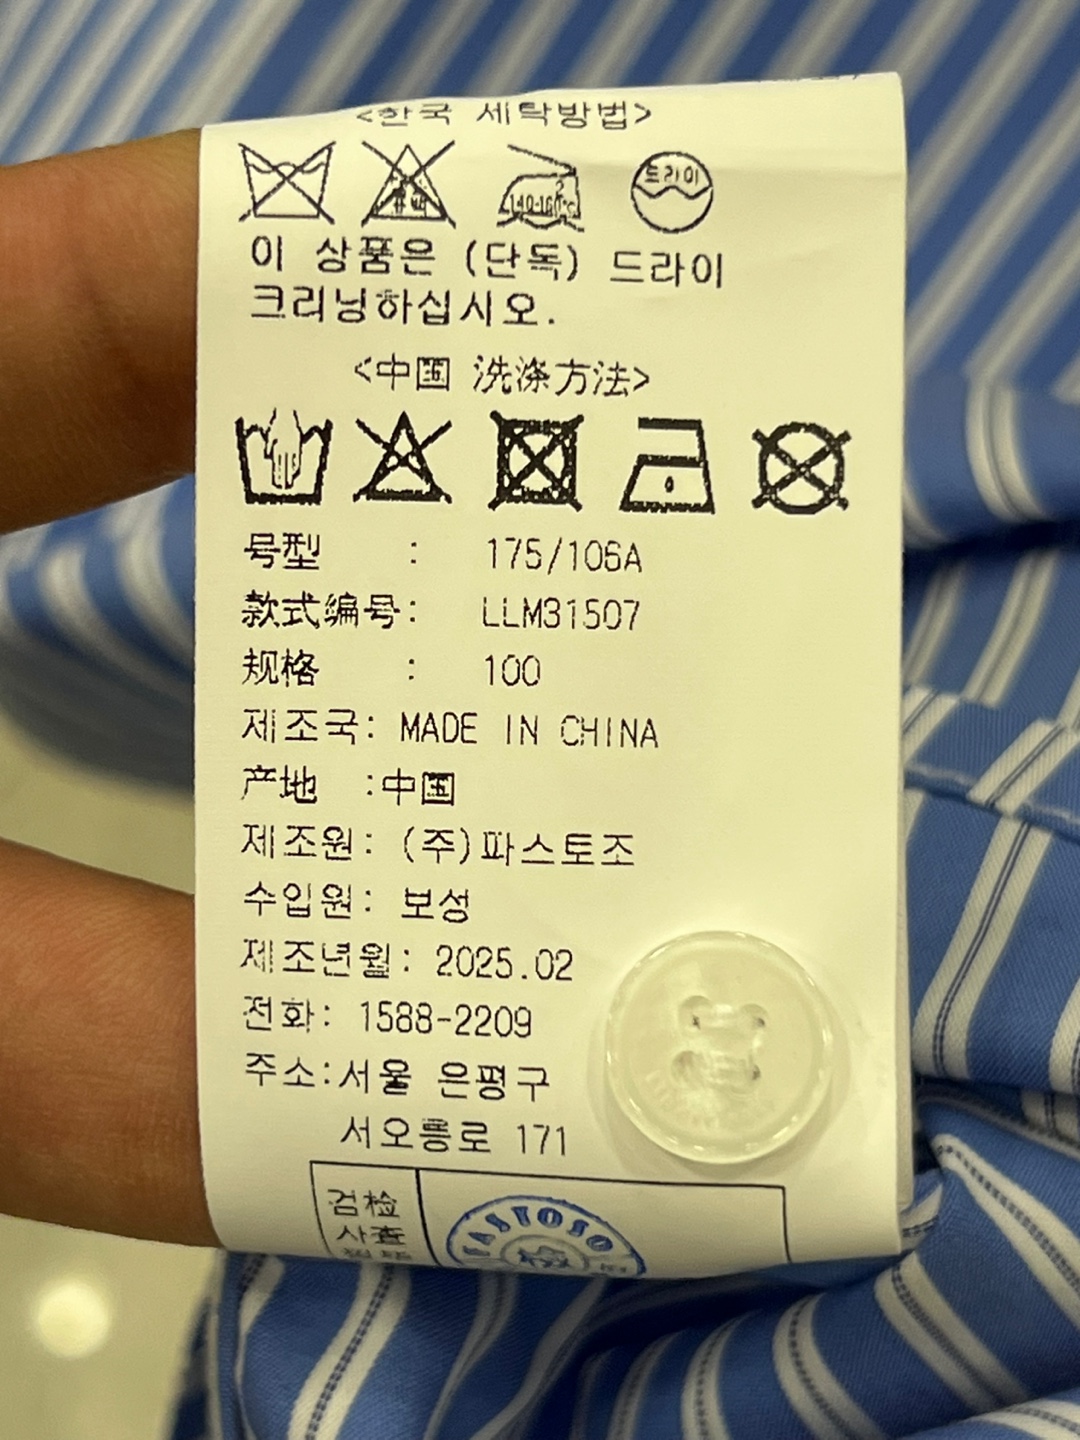 <한국 세탁방법>
드라이
이 상품은 (단독) 드라이
크리닝하십시오.
<中国 洗涤方法>
号型 : 175/106A
款式编号: LLM31507
规格 : 100
제조국: MADE IN CHINA
产地 :中国
제조원: (주)파스토조
수입원: 보성
제조년월: 2025.02
전화: 1588-2209
주소:서울 은평구
서오릉로 171
검检
사查